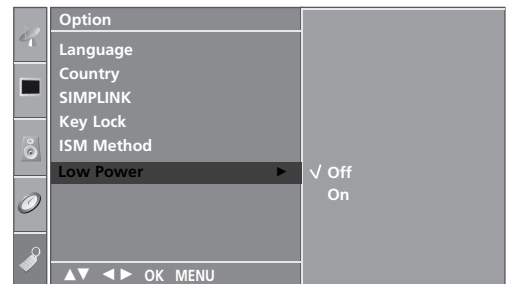 Option
Language
Country
SIMPLINK
Key Lock
ISM Method
Low Power ►
√ Off
On
▲▼ ◄► OK MENU